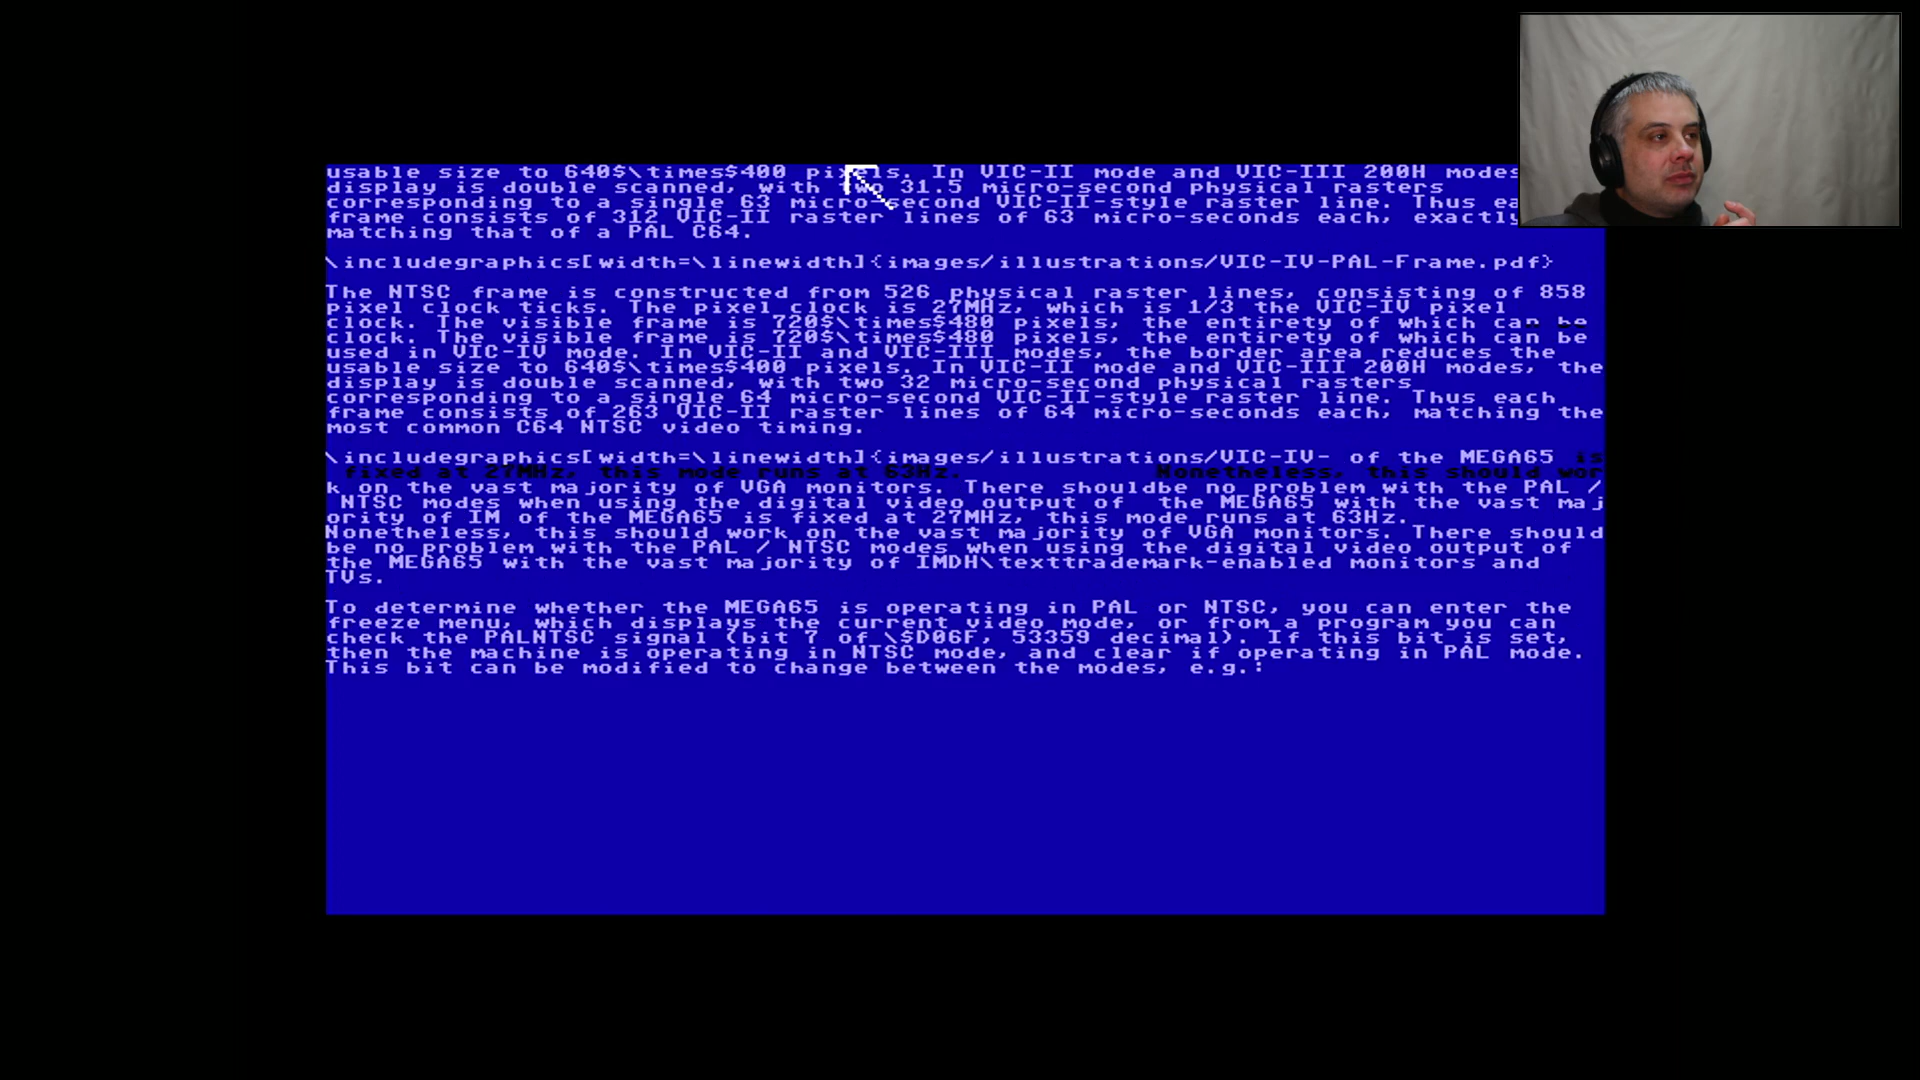 usable size to 640$\times$400 pixels. In VIC-II mode and VIC-III 200H modes
display is double scanned, with two 31.5 micro-second physical rasters
corresponding to a single 63 micro-second VIC-II-style raster line. Thus ea
frame consists of 312 VIC-II raster lines of 63 micro-seconds each, exactly
matching that of a PAL C64.
\includegraphics[width=\linewidth]{images/illustrations/VIC-IV-PAL-Frame.pdf}
The NTSC frame is constructed from 526 physical raster lines, consisting of 858
pixel clock ticks. The pixel clock is 27MHz, which is 1/3 the VIC-IV pixel
clock. The visible frame is 720$\times$480 pixels, the entirety of which can be
clock. The visible frame is 720$\times$480 pixels, the entirety of which can be
used in VIC-IV mode. In VIC-II and VIC-III modes, the border area reduces the
usable size to 640$\times$400 pixels. In VIC-II mode and VIC-III 200H modes, the
display is double scanned, with two 32 micro-second physical rasters
corresponding to a single 64 micro-second VIC-II-style raster line. Thus each
frame consists of 263 VIC-II raster lines of 64 micro-seconds each, matching the
most common C64 NTSC video timing.
\includegraphics[width=\linewidth]{images/illustrations/VIC-IV- of the MEGA65 is
fixed at 27MHz, this mode runs at 63Hz. Nonetheless, this should wor
k on the vast majority of VGA monitors. There shouldbe no problem with the PAL /
NTSC modes when using the digital video output of the MEGA65 with the vast maj
ority of IM of the MEGA65 is fixed at 27MHz, this mode runs at 63Hz.
Nonetheless, this should work on the vast majority of VGA monitors. There should
be no problem with the PAL / NTSC modes when using the digital video output of
the MEGA65 with the vast majority of IMDH\texttrademark-enabled monitors and
TVs.
To determine whether the MEGA65 is operating in PAL or NTSC, you can enter the
freeze menu, which displays the current video mode, or from a program you can
check the PALNTSC signal (bit 7 of \$D06F, 53359 decimal). If this bit is set,
then the machine is operating in NTSC mode, and clear if operating in PAL mode.
This bit can be modified to change between the modes, e.g.: